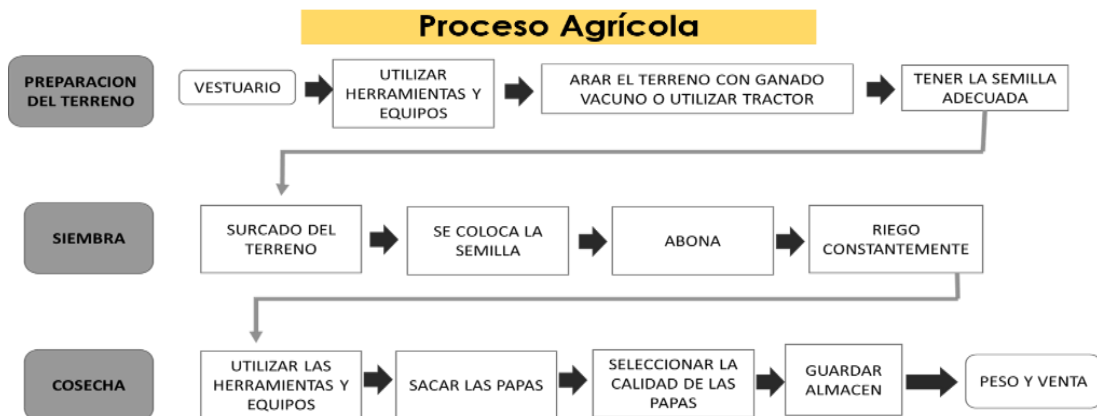 Proceso Agrícola
PREPARACION
DEL TERRENO
VESTUARIO
UTILIZAR
HERRAMIENTAS Y
EQUIPOS
ARAR EL TERRENO CON GANADO
VACUNO O UTILIZAR TRACTOR
TENER LA SEMILLA
ADECUADA
SIEMBRA
SURCADO DEL
TERRENO
SE COLOCA LA
SEMILLA
ABONA
RIEGO
CONSTANTEMENTE
COSECHA
UTILIZAR LAS
HERRAMIENTAS Y
EQUIPOS
SACAR LAS PAPAS
SELECCIONAR LA
CALIDAD DE LAS
PAPAS
GUARDAR
ALMACEN
PESO Y VENTA